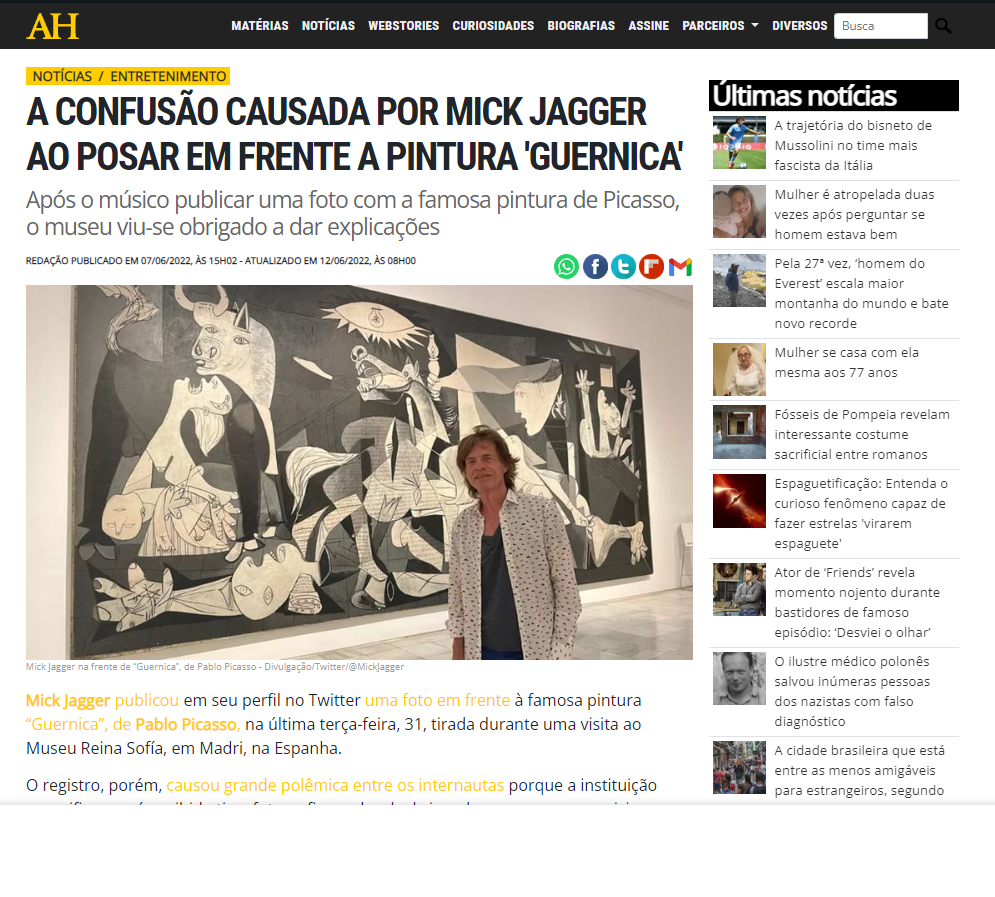 AH
MATÉRIAS NOTÍCIAS WEBSTORIES CURIOSIDADES BIOGRAFIAS ASSINE PARCEIROS DIVERSOS Busca
NOTÍCIAS / ENTRETENIMENTO
A CONFUSÃO CAUSADA POR MICK JAGGER
AO POSAR EM FRENTE A PINTURA 'GUERNICA'
Após o músico publicar uma foto com a famosa pintura de Picasso,
o museu viu-se obrigado a dar explicações
REDAÇÃO PUBLICADO EM 07/06/2022, ÀS 15H02 - ATUALIZADO EM 12/06/2022, ÀS 08H00
Mick Jagger na frente de “Guernica”, de Pablo Picasso - Divulgação/Twitter/@MickJagger
Mick Jagger publicou em seu perfil no Twitter uma foto em frente à famosa pintura
“Guernica”, de Pablo Picasso, na última terça-feira, 31, tirada durante uma visita ao
Museu Reina Sofía, em Madri, na Espanha.
O registro, porém, causou grande polêmica entre os internautas porque a instituição
Últimas notícias
A trajetória do bisneto de
Mussolini no time mais
fascista da Itália
Mulher é atropelada duas
vezes após perguntar se
homem estava bem
Pela 27ª vez, ‘homem do
Everest’ escala maior
montanha do mundo e bate
novo recorde
Mulher se casa com ela
mesma aos 77 anos
Fósseis de Pompeia revelam
interessante costume
sacrificial entre romanos
Espaguetificação: Entenda o
curioso fenômeno capaz de
fazer estrelas 'virarem
espaguete'
Ator de ‘Friends’ revela
momento nojento durante
bastidores de famoso
episódio: ‘Desviei o olhar’
O ilustre médico polonês
salvou inúmeras pessoas
dos nazistas com falso
diagnóstico
A cidade brasileira que está
entre as menos amigáveis
para estrangeiros, segundo